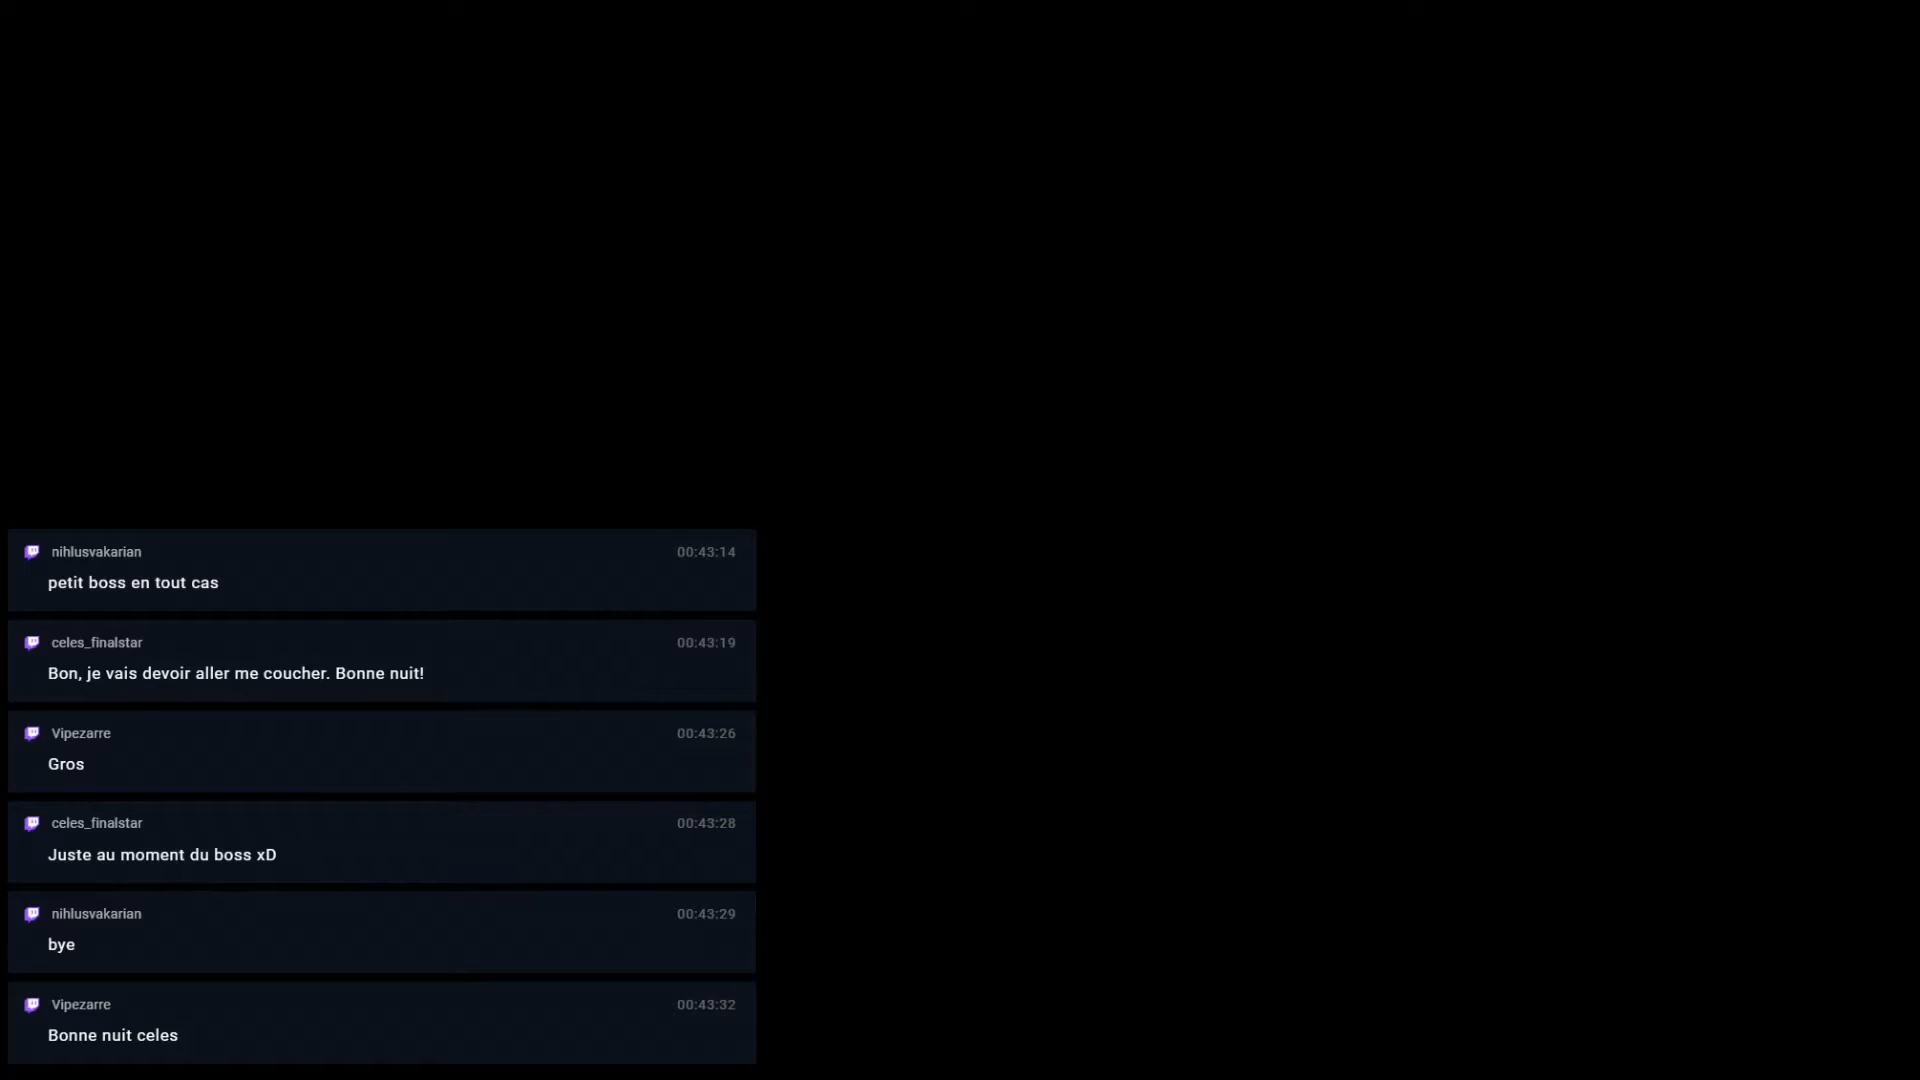 nihlusvakarian 00:43:14
petit boss en tout cas
celes_finalstar 00:43:19
Bon, je vais devoir aller me coucher. Bonne nuit!
Vipezarre 00:43:26
Gros
celes_finalstar 00:43:28
Juste au moment du boss xD
nihlusvakarian 00:43:29
bye
Vipezarre 00:43:32
Bonne nuit celes